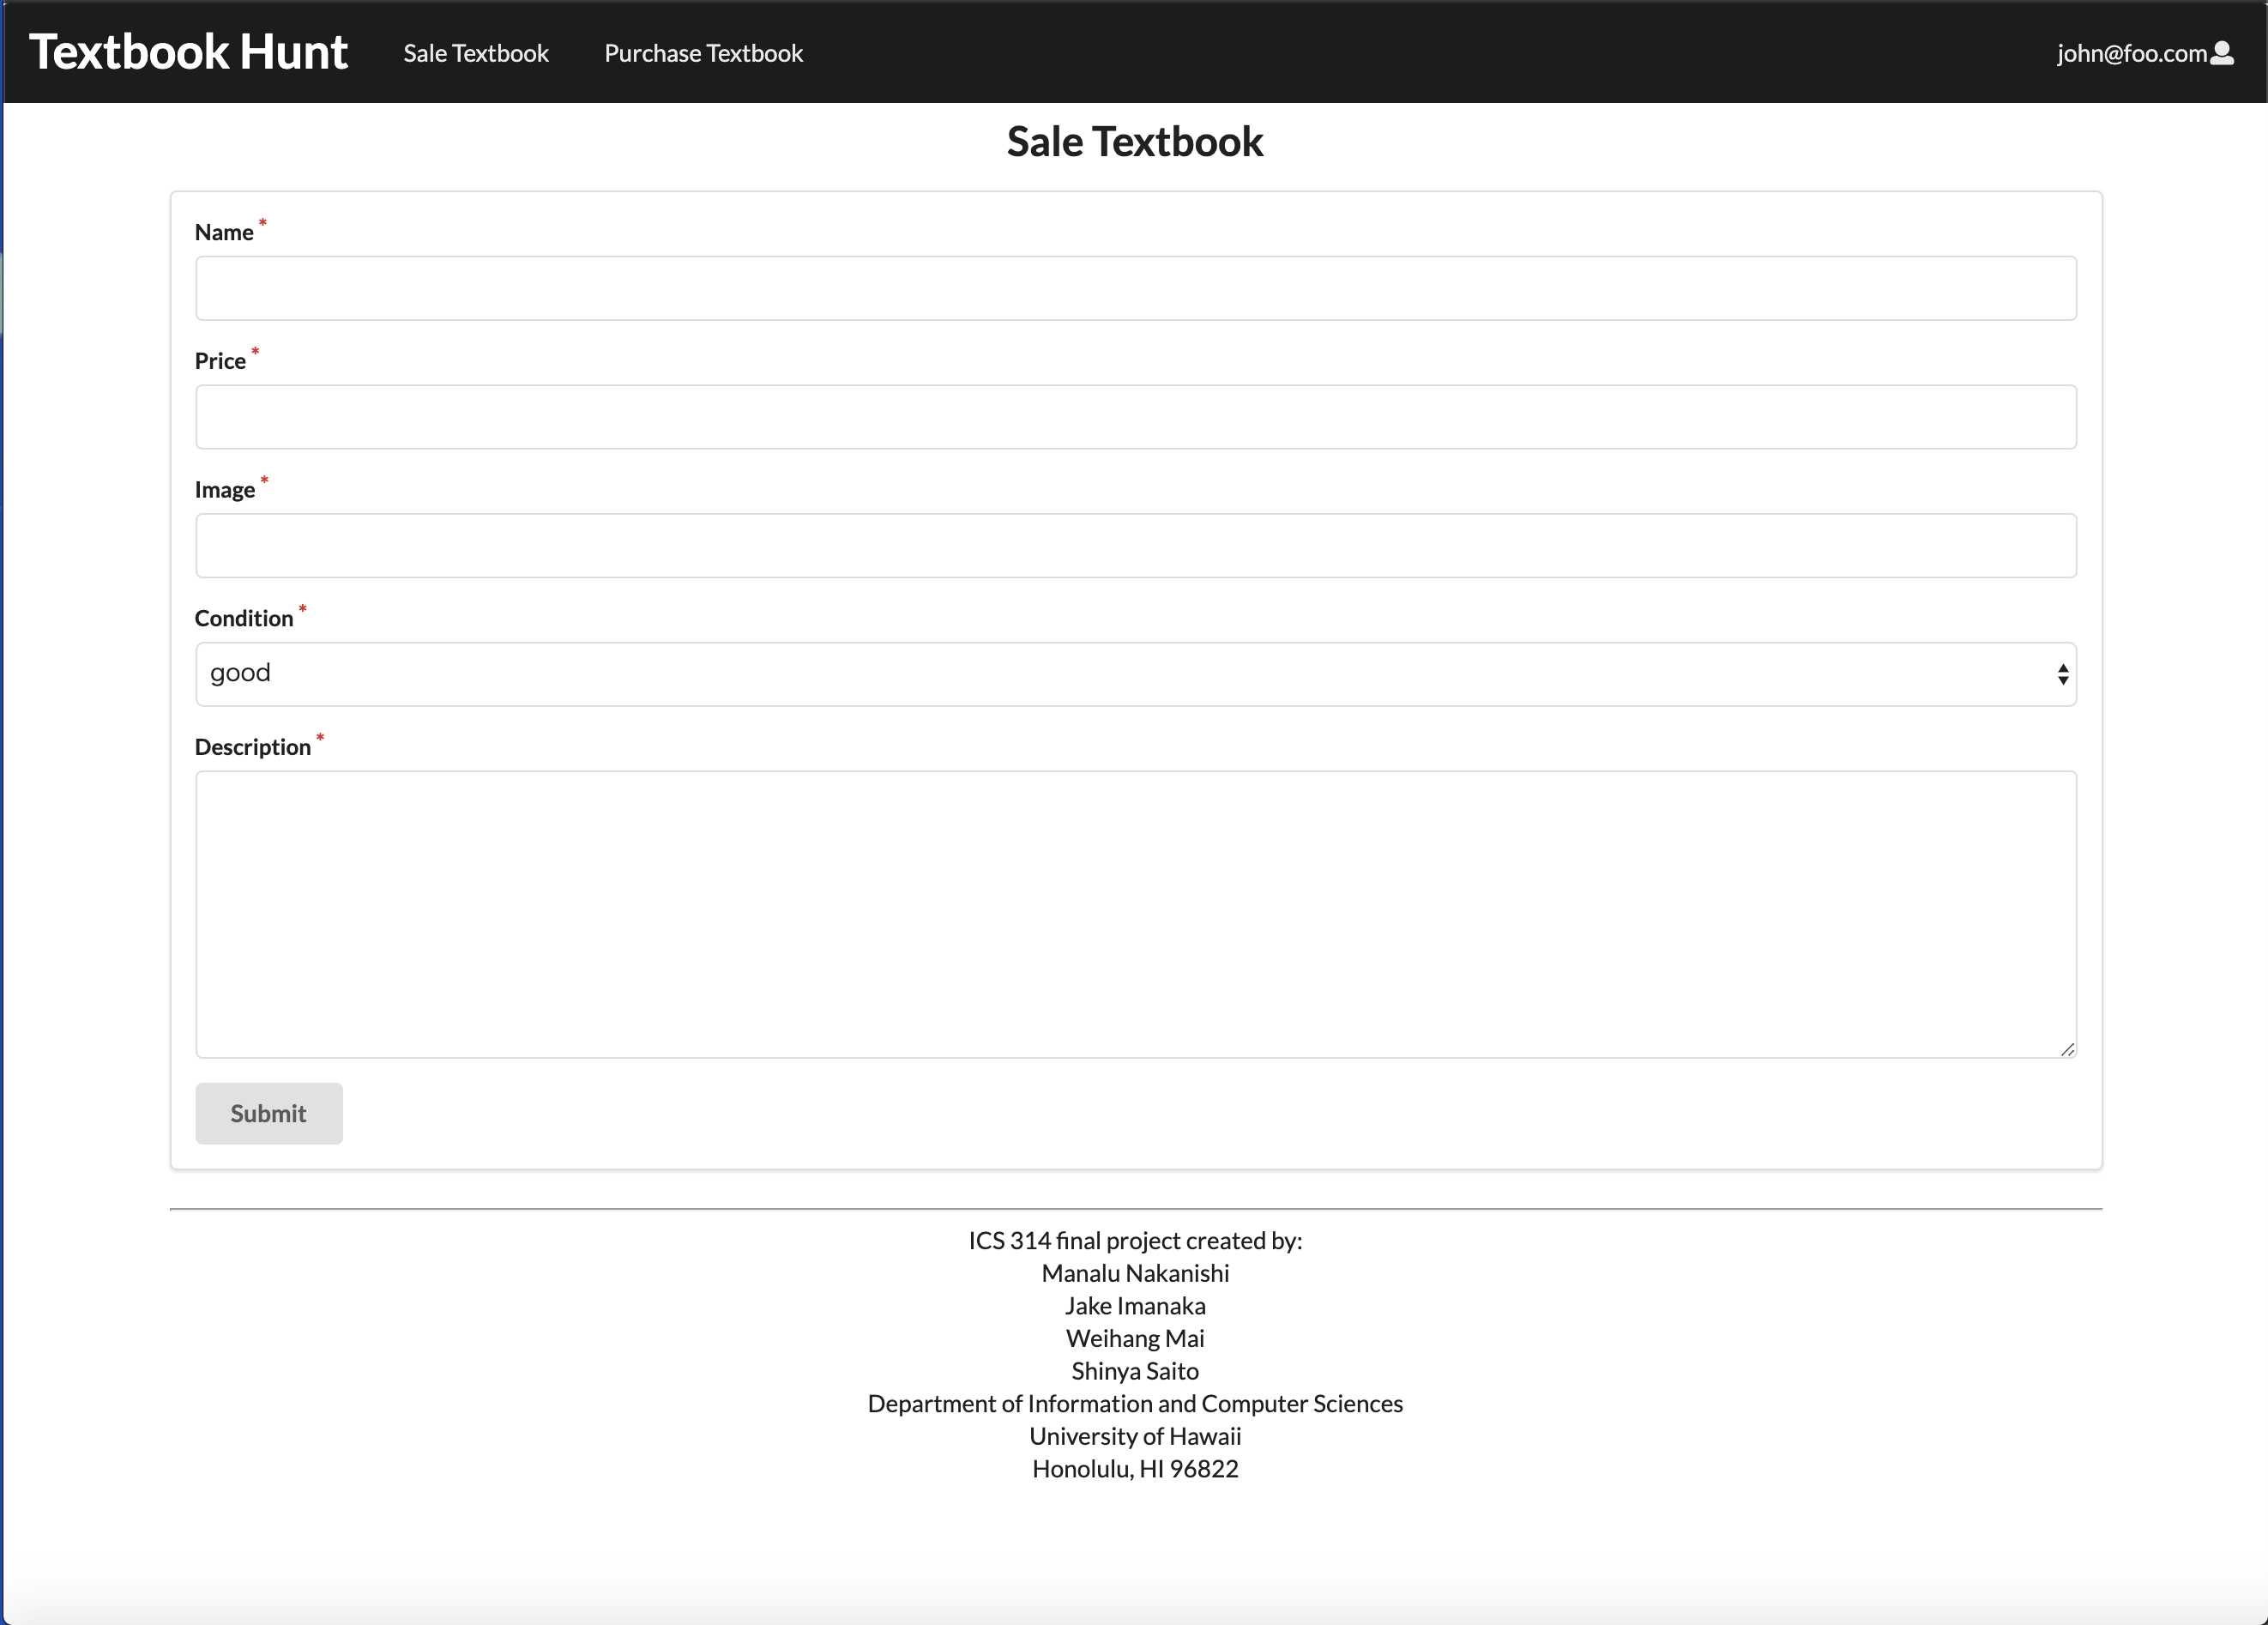 Textbook Hunt Sale Textbook Purchase Textbook john@foo.com
Sale Textbook
Name *
Price *
Image *
Condition *
good
Description *
Submit
ICS 314 final project created by:
Manalu Nakanishi
Jake Imanaka
Weihang Mai
Shinya Saito
Department of Information and Computer Sciences
University of Hawaii
Honolulu, HI 96822